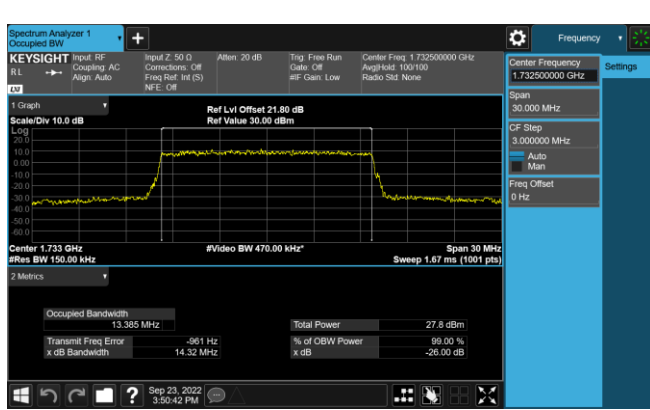 Spectrum Analyzer 1
Occupied BW
Frequency
KEYSIGHT
RL
LXI
Input: RF
Coupling: AC
Align: Auto
Input Z: 50 Ω
Corrections: Off
Freq Ref: Int (S)
NFE: Off
Atten: 20 dB
Trig: Free Run
Gate: Off
#IF Gain: Low
Center Freq: 1.732500000 GHz
Avg|Hold: 100/100
Radio Std: None
Center Frequency
1.732500000 GHz
Settings
Span
30.000 MHz
CF Step
3.000000 MHz
Auto
Man
Freq Offset
0 Hz
1 Graph
Scale/Div 10.0 dB
Ref Lvl Offset 21.80 dB
Ref Value 30.00 dBm
Log
20.0
10.0
0.00
-10.0
-20.0
-30.0
-40.0
-50.0
-60.0
Center 1.733 GHz
#Res BW 150.00 kHz
#Video BW 470.00 kHz*
Span 30 MHz
Sweep 1.67 ms (1001 pts)
2 Metrics
Occupied Bandwidth
13.385 MHz
Total Power 27.8 dBm
Transmit Freq Error -961 Hz
% of OBW Power 99.00 %
x dB Bandwidth 14.32 MHz
x dB -26.00 dB
?
Sep 23, 2022
3:50:42 PM